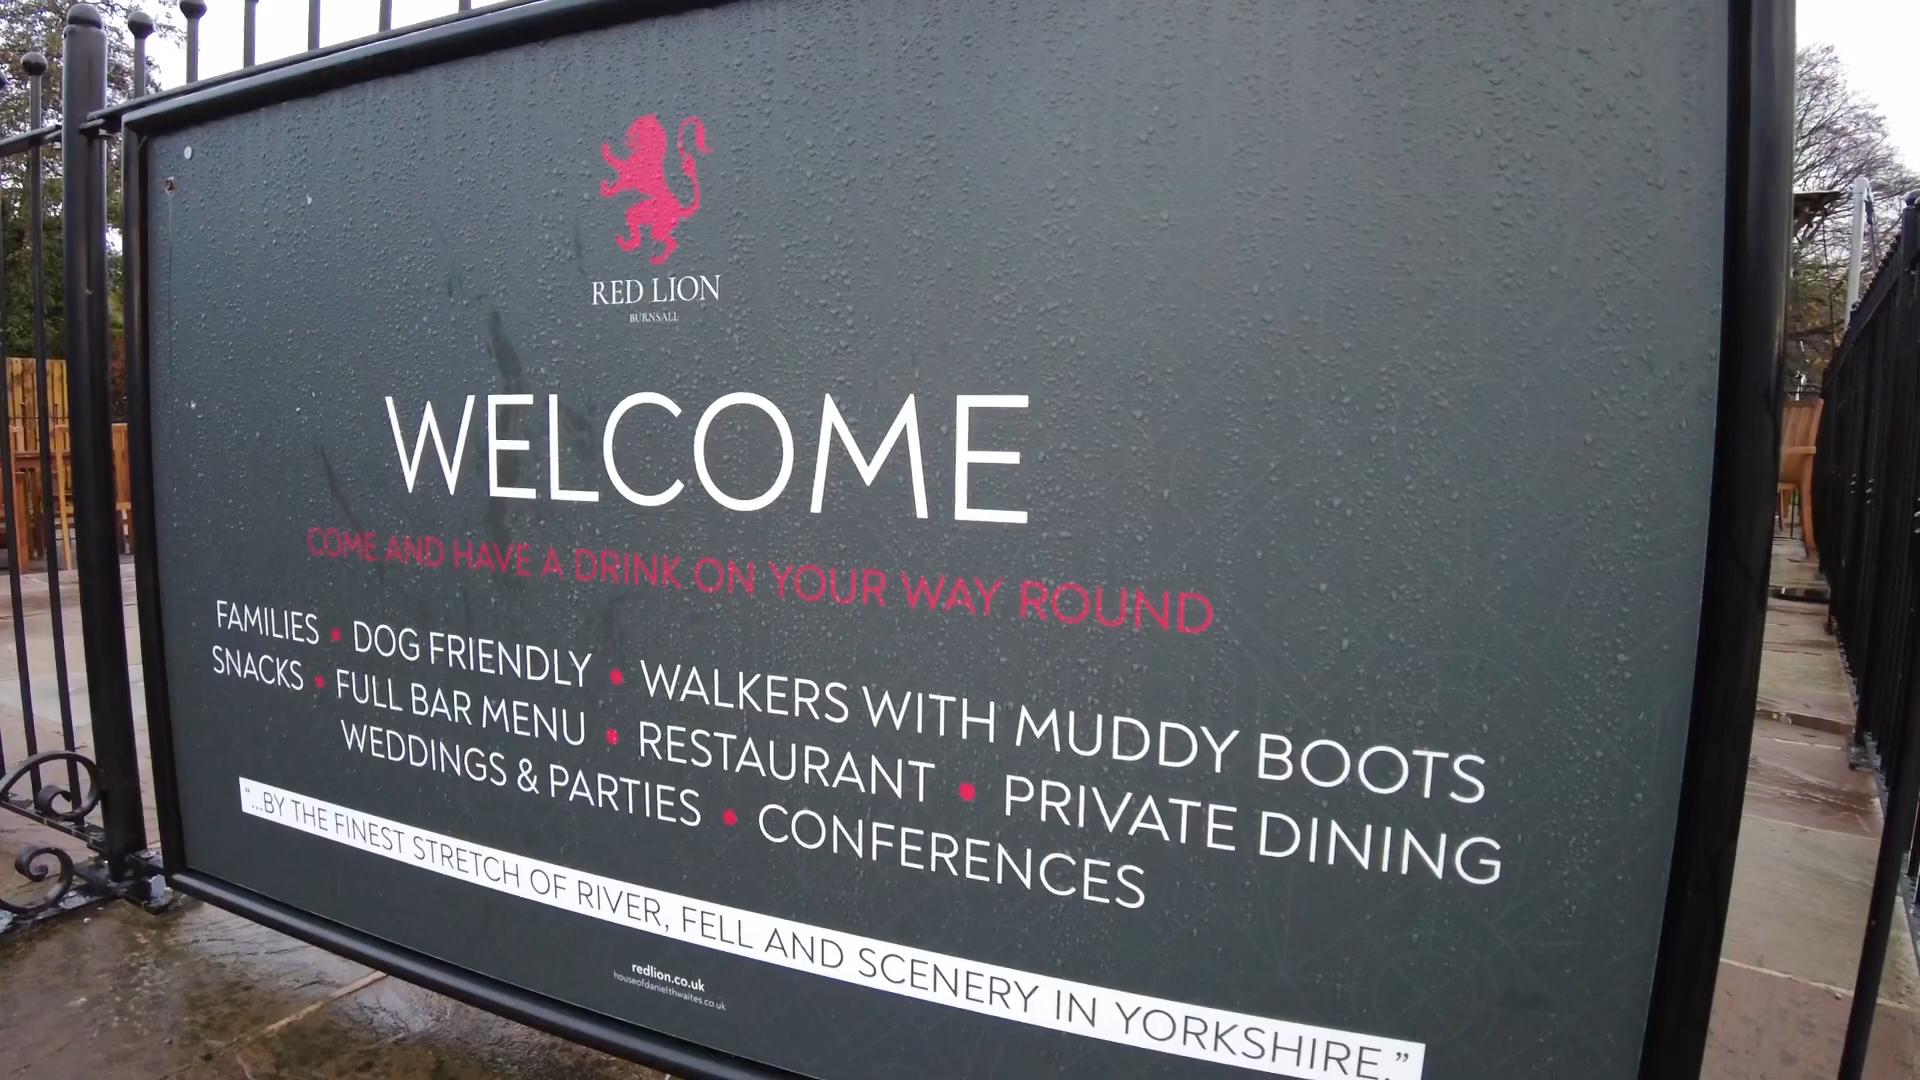 RED LION
BURNSALL
WELCOME
COME AND HAVE A DRINK ON YOUR WAY ROUND
FAMILIES • DOG FRIENDLY • WALKERS WITH MUDDY BOOTS
SNACKS • FULL BAR MENU • RESTAURANT • PRIVATE DINING
WEDDINGS & PARTIES • CONFERENCES
“...BY THE FINEST STRETCH OF RIVER, FELL AND SCENERY IN YORKSHIRE.”
redlion.co.uk
houseofdanielthwaites.co.uk